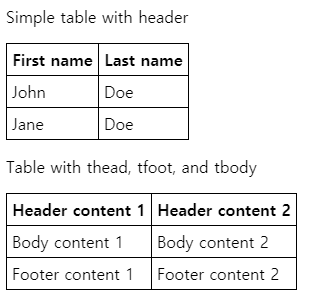 Simple table with header
First name Last name
John Doe
Jane Doe
Table with thead, tfoot, and tbody
Header content 1 Header content 2
Body content 1 Body content 2
Footer content 1 Footer content 2